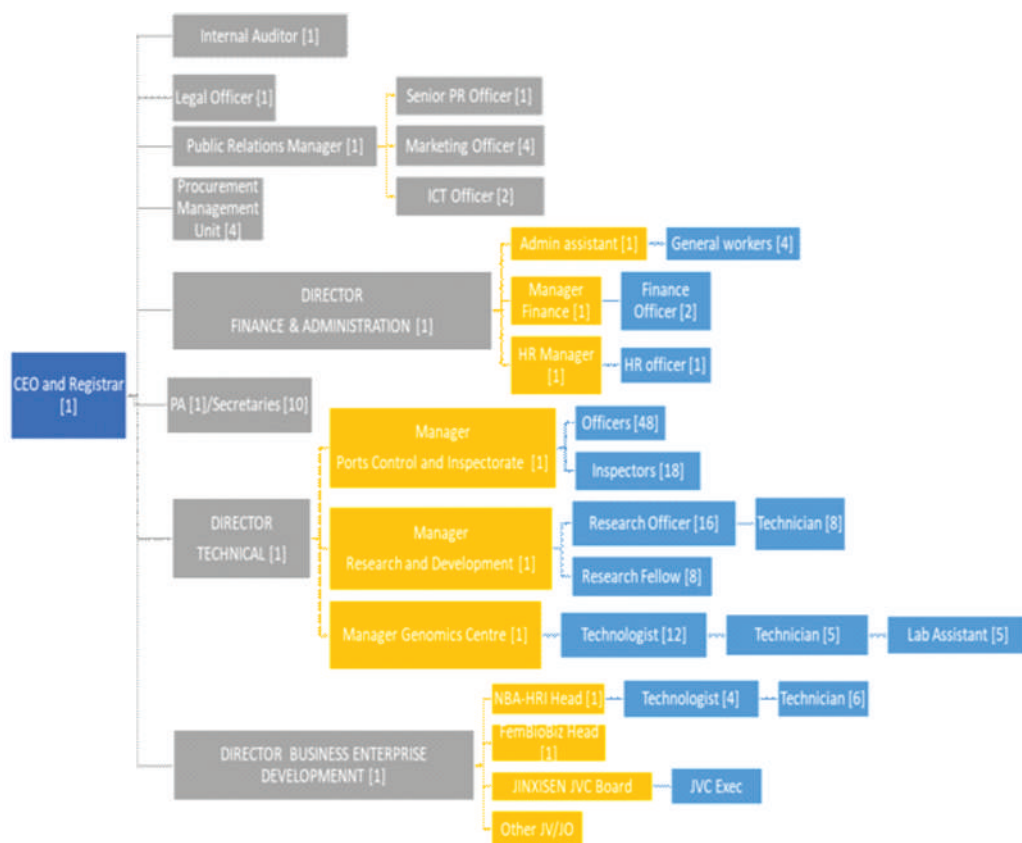 Internal Auditor [1]
Legal Officer [1]
Senior PR Officer [1]
Public Relations Manager [1]
Marketing Officer [4]
ICT Officer [2]
Procurement
Management
Unit [4]
Admin assistant [1]
General workers [4]
DIRECTOR
FINANCE & ADMINISTRATION [1]
Manager
Finance [1]
Finance
Officer [2]
HR Manager
[1]
HR officer [1]
CEO and Registrar
[1]
PA [1]/Secretaries [10]
Manager
Ports Control and Inspectorate [1]
Officers [48]
Inspectors [18]
DIRECTOR
TECHNICAL [1]
Manager
Research and Development [1]
Research Officer [16]
Technician [8]
Research Fellow [8]
Manager Genomics Centre [1]
Technologist [12]
Technician [5]
Lab Assistant [5]
NBA-HRI Head [1]
Technologist [4]
Technician [6]
DIRECTOR BUSINESS ENTERPRISE
DEVELOPMENNT [1]
FemBioBiz Head
[1]
JINXISEN JVC Board
JVC Exec
Other JV/JO